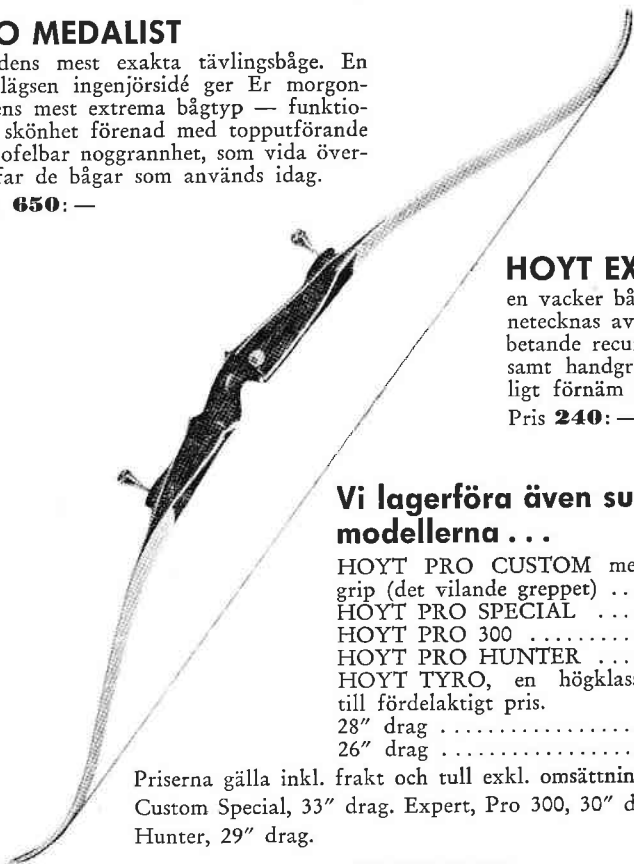 O MEDALIST
dens mest exakta tävlingsbåge. En
lägsen ingenjörsidé ger Er morgon-
ens mest extrema bågtyp — funktio-
skönhet förenad med topputförande
ofelbar noggrannhet, som vida över-
far de bågar som används idag.
650: —
HOYT EX
en vacker bå
netecknas av
betande recu
samt handgr
ligt förnäm
Pris 240: —
Vi lagerföra även su
modellerna . . .
HOYT PRO CUSTOM me
grip (det vilande greppet) . .
HOYT PRO SPECIAL . . .
HOYT PRO 300 . . . . . . . . .
HOYT PRO HUNTER . . .
HOYT TYRO, en högklass
till fördelaktigt pris.
28″ drag . . . . . . . . . . . . . . . . .
26″ drag . . . . . . . . . . . . . . . . .
Priserna gälla inkl. frakt och tull exkl. omsättnin
Custom Special, 33″ drag. Expert, Pro 300, 30″ d
Hunter, 29″ drag.